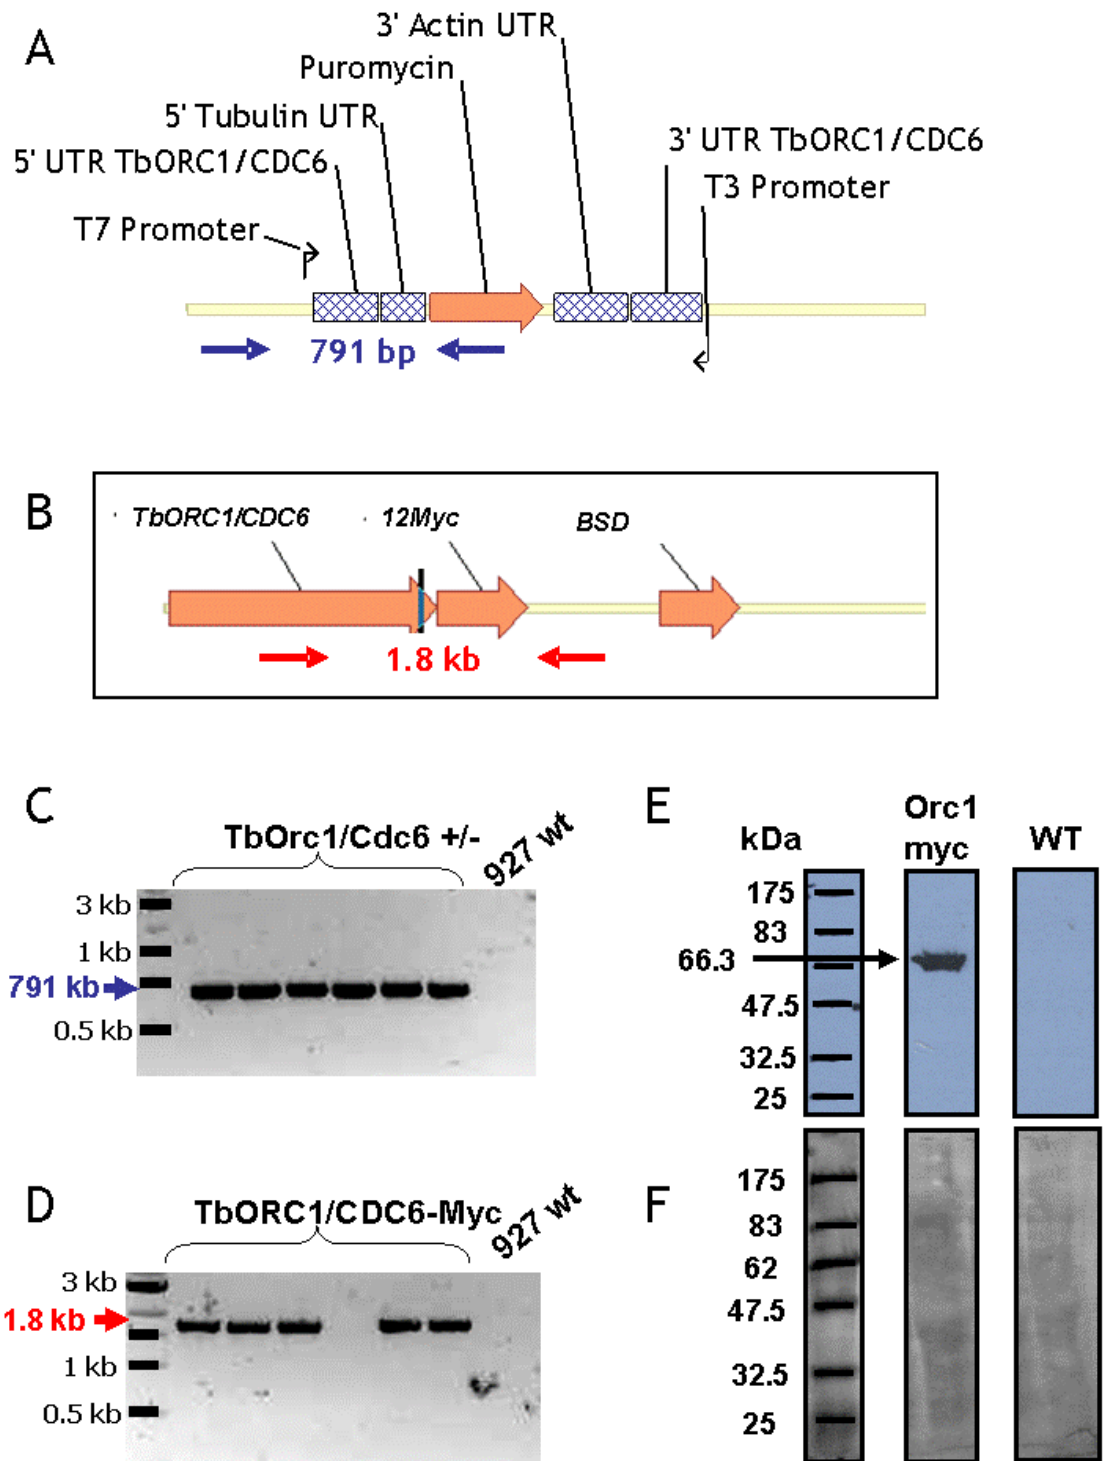 A
3' Actin UTR
Puromycin
5' Tubulin UTR
5' UTR TbORC1/CDC6
3' UTR TbORC1/CDC6
T3 Promoter
T7 Promoter
791 bp
B
TbORC1/CDC6
12Myc
BSD
1.8 kb
C
TbOrc1/Cdc6 +/-
927 wt
3 kb
1 kb
791 kb
0.5 kb
D
TbORC1/CDC6-Myc
927 wt
3 kb
1.8 kb
1 kb
0.5 kb
E
kDa
Orc1
myc
WT
175
83
66.3
47.5
32.5
25
F
175
83
62
47.5
32.5
25